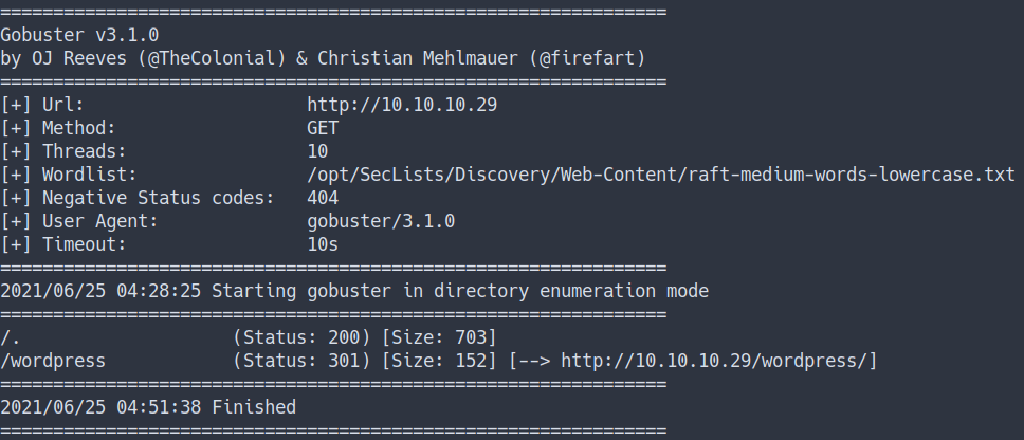 ===============================================================
Gobuster v3.1.0
by OJ Reeves (@TheColonial) & Christian Mehlmauer (@firefart)
===============================================================
[+] Url:                     http://10.10.10.29
[+] Method:                  GET
[+] Threads:                 10
[+] Wordlist:                /opt/SecLists/Discovery/Web-Content/raft-medium-words-lowercase.txt
[+] Negative Status codes:   404
[+] User Agent:              gobuster/3.1.0
[+] Timeout:                 10s
===============================================================
2021/06/25 04:28:25 Starting gobuster in directory enumeration mode
===============================================================
/.                    (Status: 200) [Size: 703]
/wordpress            (Status: 301) [Size: 152] [--> http://10.10.10.29/wordpress/]
===============================================================
2021/06/25 04:51:38 Finished
===============================================================